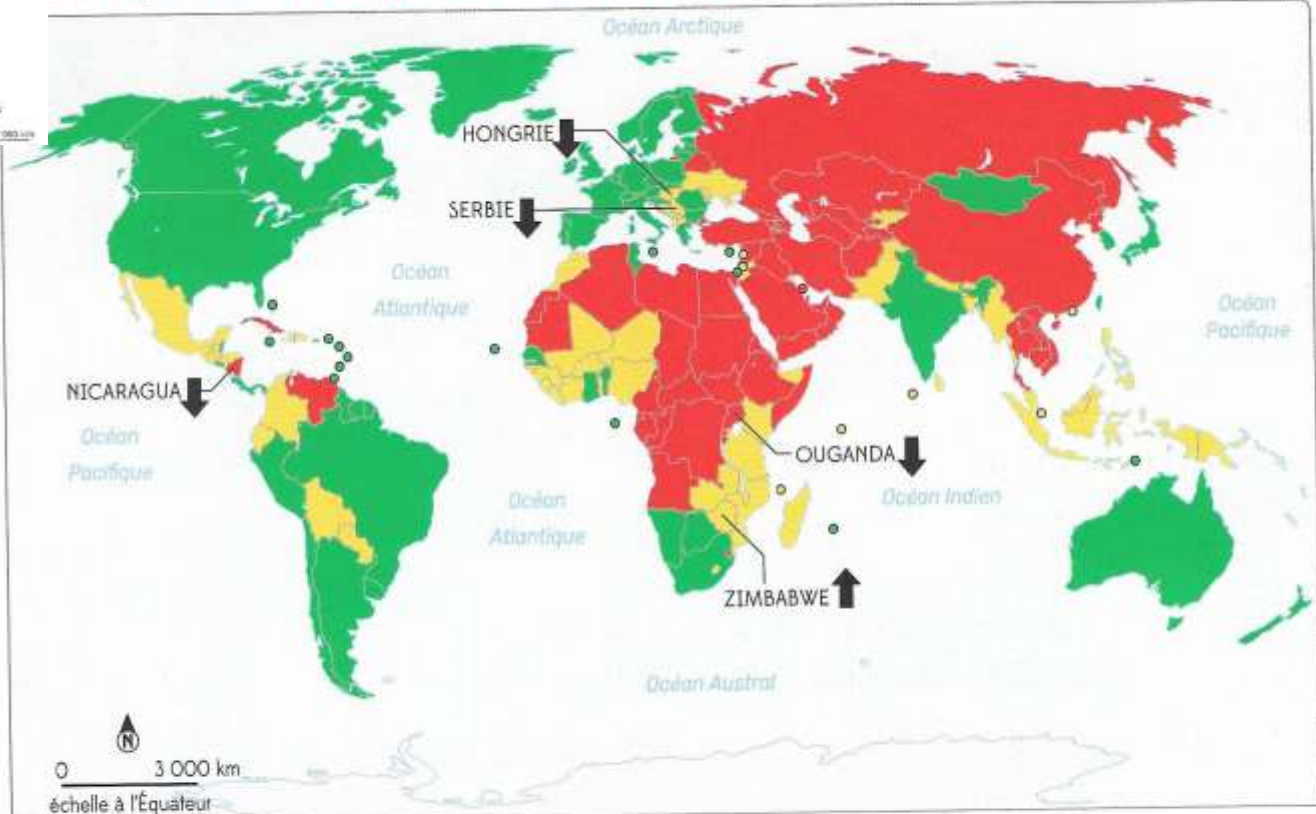 Océan Arctique
HONGRIE
SERBIE
Océan
Atlantique
Océan
Pacifique
NICARAGUA
Océan
Pacifique
OUGANDA
Océan Indien
Océan
Atlantique
ZIMBABWE
Océan Austral
N
0 3 000 km
échelle à l'Équateur